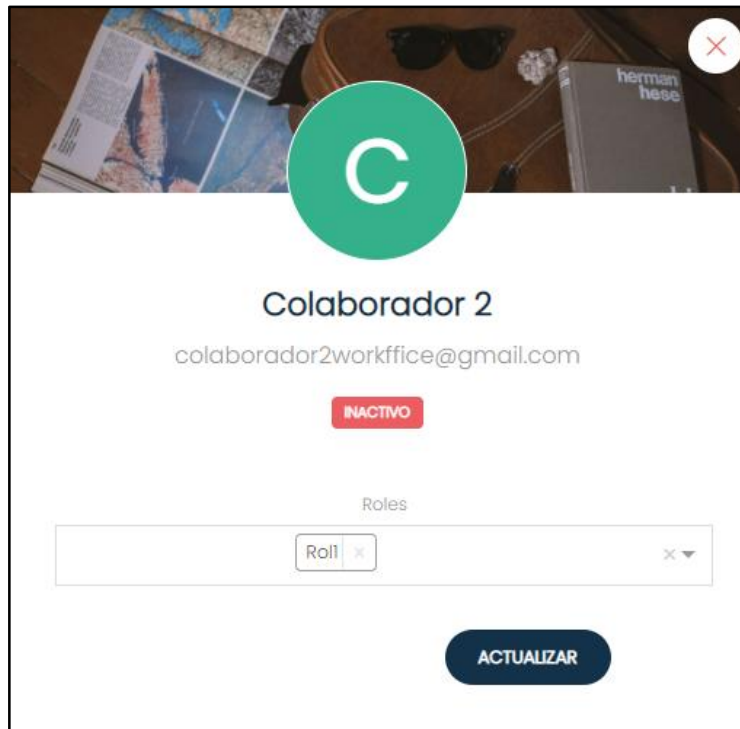 herman
hese
C
Colaborador 2
colaborador2workffice@gmail.com
INACTIVO
Roles
Rol1
ACTUALIZAR